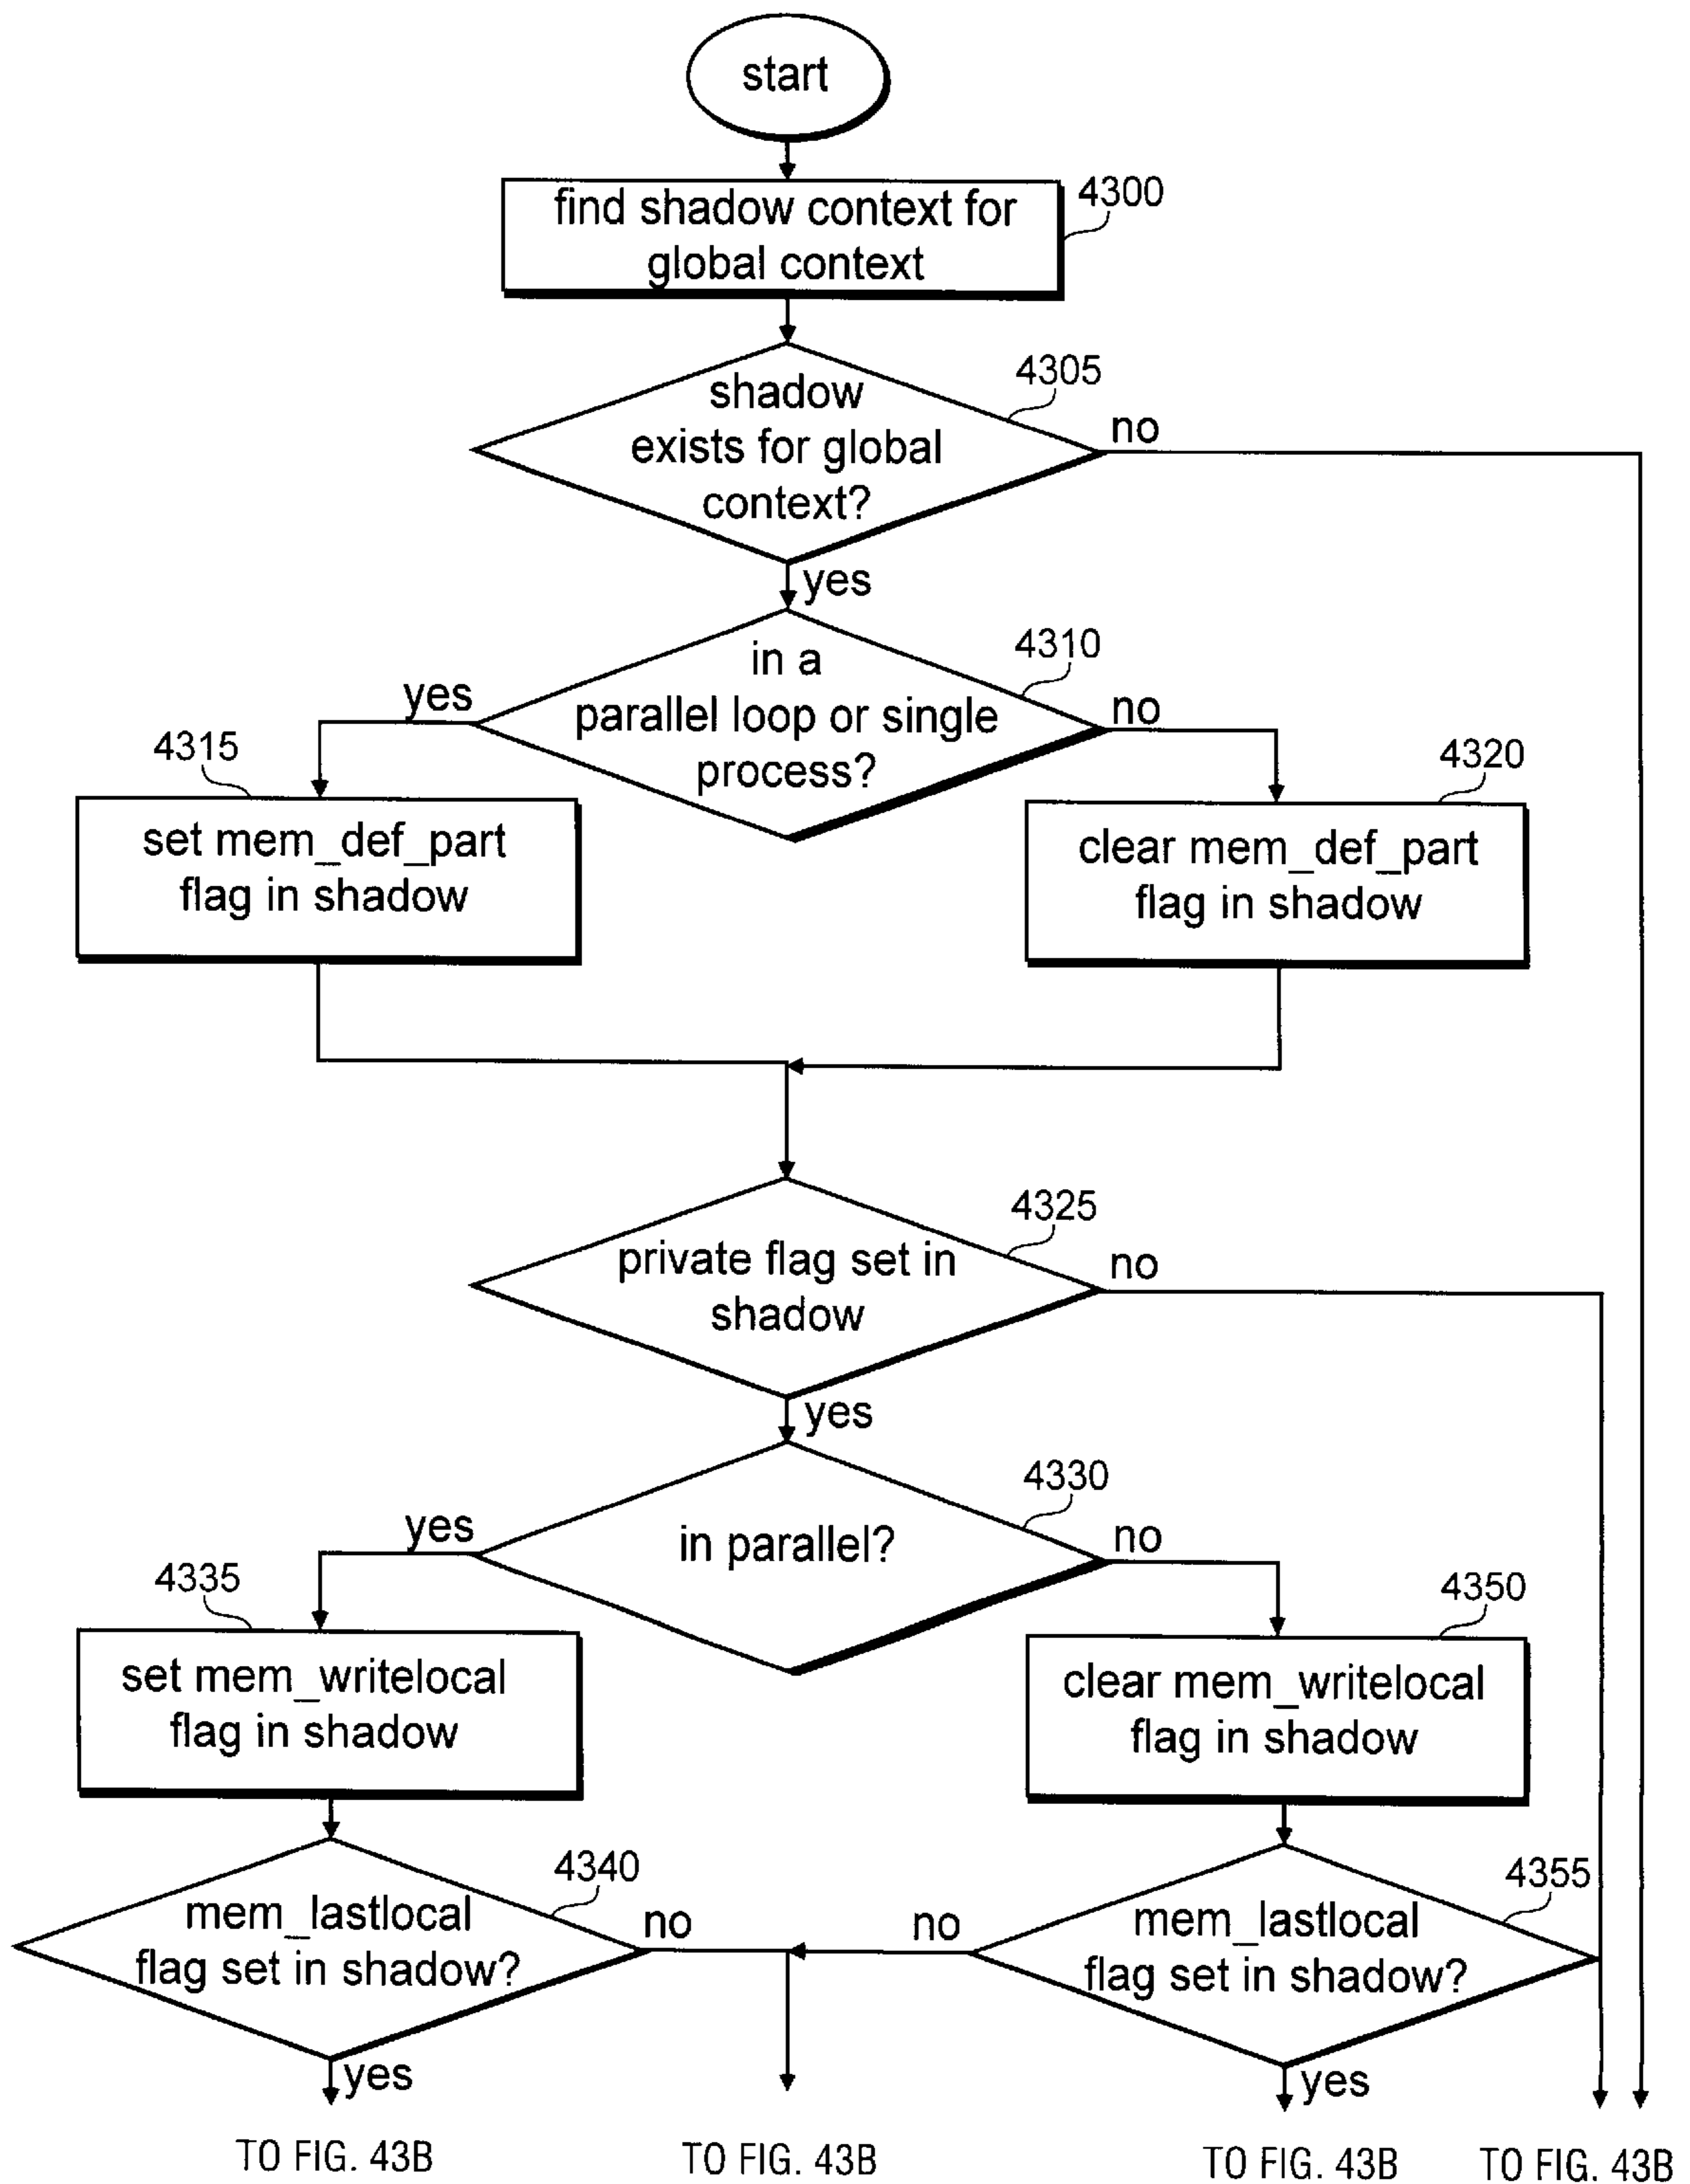 start
find shadow context for
global context
4300
shadow
exists for global
context?
4305
no
yes
in a
parallel loop or single
process?
4310
yes
no
4315
set mem_def_part
flag in shadow
4320
clear mem_def_part
flag in shadow
private flag set in
shadow
4325
no
yes
in parallel?
4330
yes
no
4335
set mem_writelocal
flag in shadow
4350
clear mem_writelocal
flag in shadow
mem_lastlocal
flag set in shadow?
4340
no
yes
no
mem_lastlocal
flag set in shadow?
4355
yes
TO FIG. 43B
TO FIG. 43B
TO FIG. 43B
TO FIG. 43B